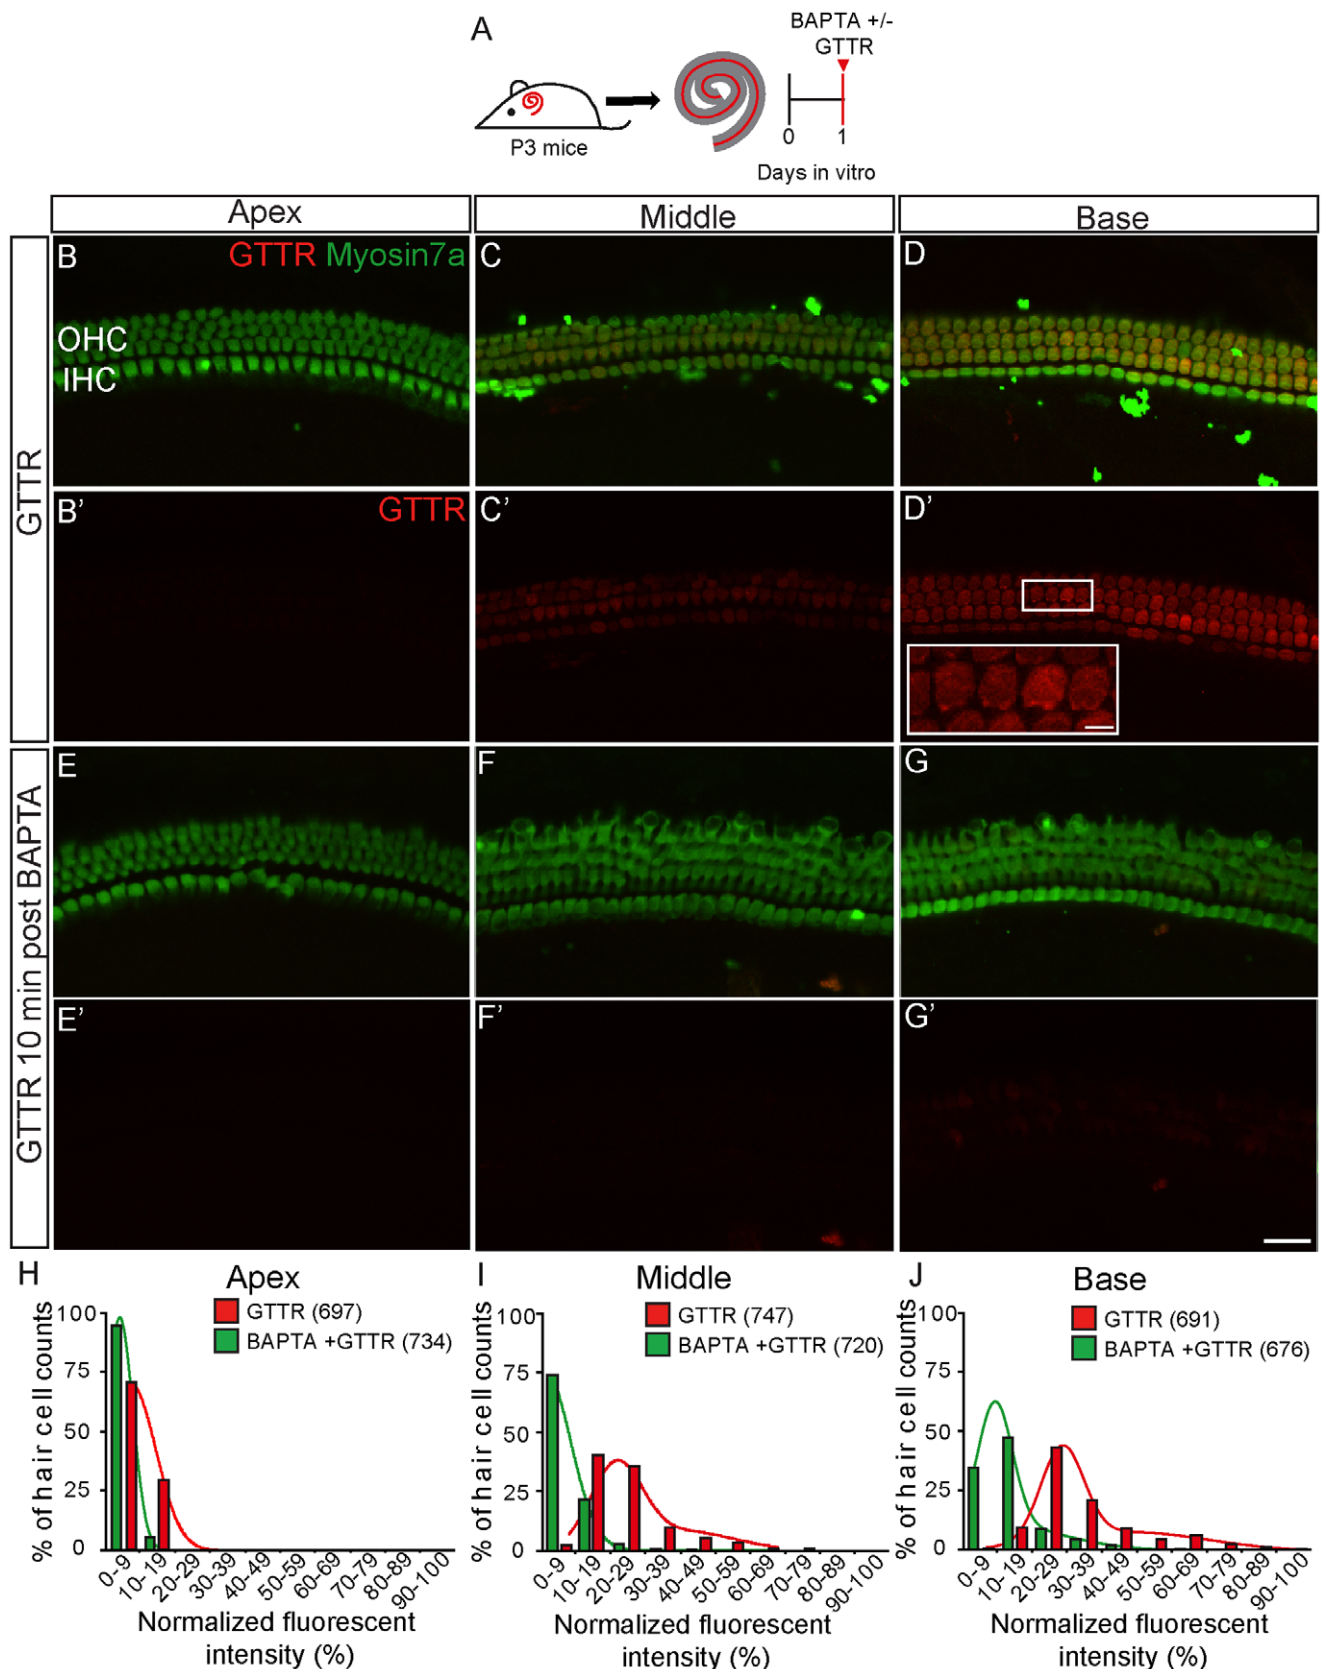 A
BAPTA +/-
GTTR
P3 mice
0 1
Days in vitro
Apex
Middle
Base
GTTR
B
GTTR Myosin7a
OHC
IHC
C
D
B'
GTTR
C'
D'
GTTR 10 min post BAPTA
E
F
G
E'
F'
G'
H
Apex
GTTR (697)
BAPTA +GTTR (734)
% of hair cell counts
100
75
50
25
0
0-9
10-19
20-29
30-39
40-49
50-59
60-69
70-79
80-89
90-100
Normalized fluorescent
intensity (%)
I
Middle
GTTR (747)
BAPTA +GTTR (720)
% of hair cell counts
100
75
50
25
0
0-9
10-19
20-29
30-39
40-49
50-59
60-69
70-79
80-89
90-100
Normalized fluorescent
intensity (%)
J
Base
GTTR (691)
BAPTA +GTTR (676)
% of hair cell counts
100
75
50
25
0
0-9
10-19
20-29
30-39
40-49
50-59
60-69
70-79
80-89
90-100
Normalized fluorescent
intensity (%)